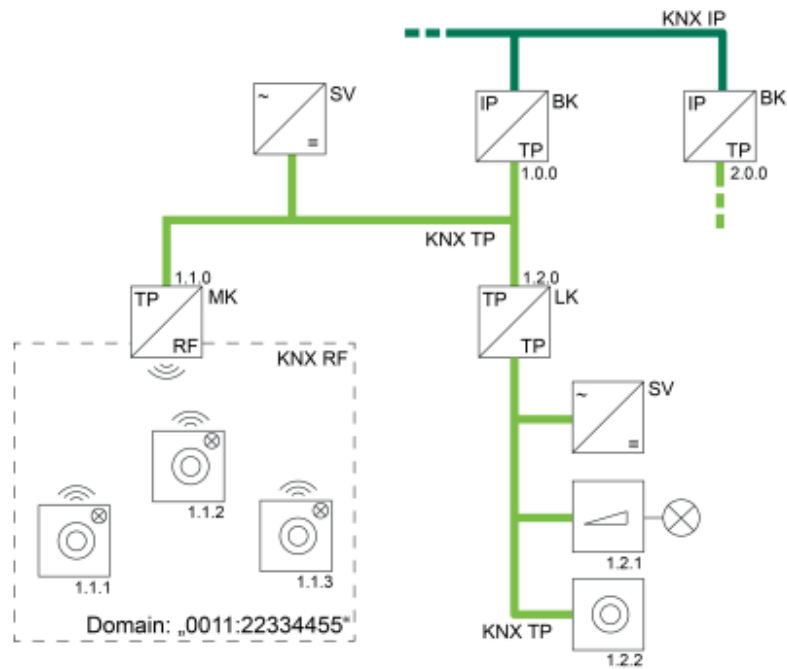 KNX IP
~ SV
=
IP BK
TP
1.0.0
IP BK
TP
2.0.0
KNX TP
1.1.0
TP MK
RF
1.2.0
TP LK
TP
KNX RF
1.1.1
1.1.2
1.1.3
Domain: „0011:22334455“
~ SV
=
1.2.1
KNX TP
1.2.2